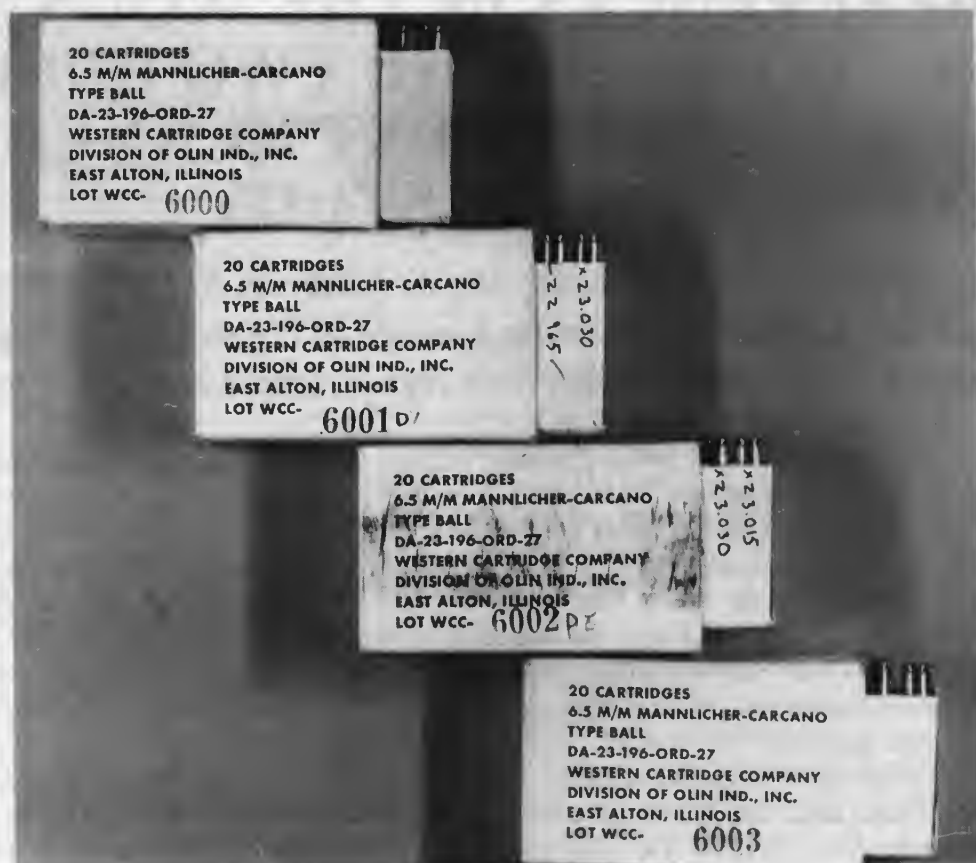 20 CARTRIDGES
6.5 M/M MANNLICHER-CARCANO
TYPE BALL
DA-23-196-ORD-27
WESTERN CARTRIDGE COMPANY
DIVISION OF OLIN IND., INC.
EAST ALTON, ILLINOIS
LOT WCC- 6000
20 CARTRIDGES
6.5 M/M MANNLICHER-CARCANO
TYPE BALL
DA-23-196-ORD-27
WESTERN CARTRIDGE COMPANY
DIVISION OF OLIN IND., INC.
EAST ALTON, ILLINOIS
LOT WCC- 6001
x23.030
22 965
20 CARTRIDGES
6.5 M/M MANNLICHER-CARCANO
TYPE BALL
DA-23-196-ORD-27
WESTERN CARTRIDGE COMPANY
DIVISION OF OLIN IND., INC.
EAST ALTON, ILLINOIS
LOT WCC- 6002
x23.015
x23.030
20 CARTRIDGES
6.5 M/M MANNLICHER-CARCANO
TYPE BALL
DA-23-196-ORD-27
WESTERN CARTRIDGE COMPANY
DIVISION OF OLIN IND., INC.
EAST ALTON, ILLINOIS
LOT WCC- 6003